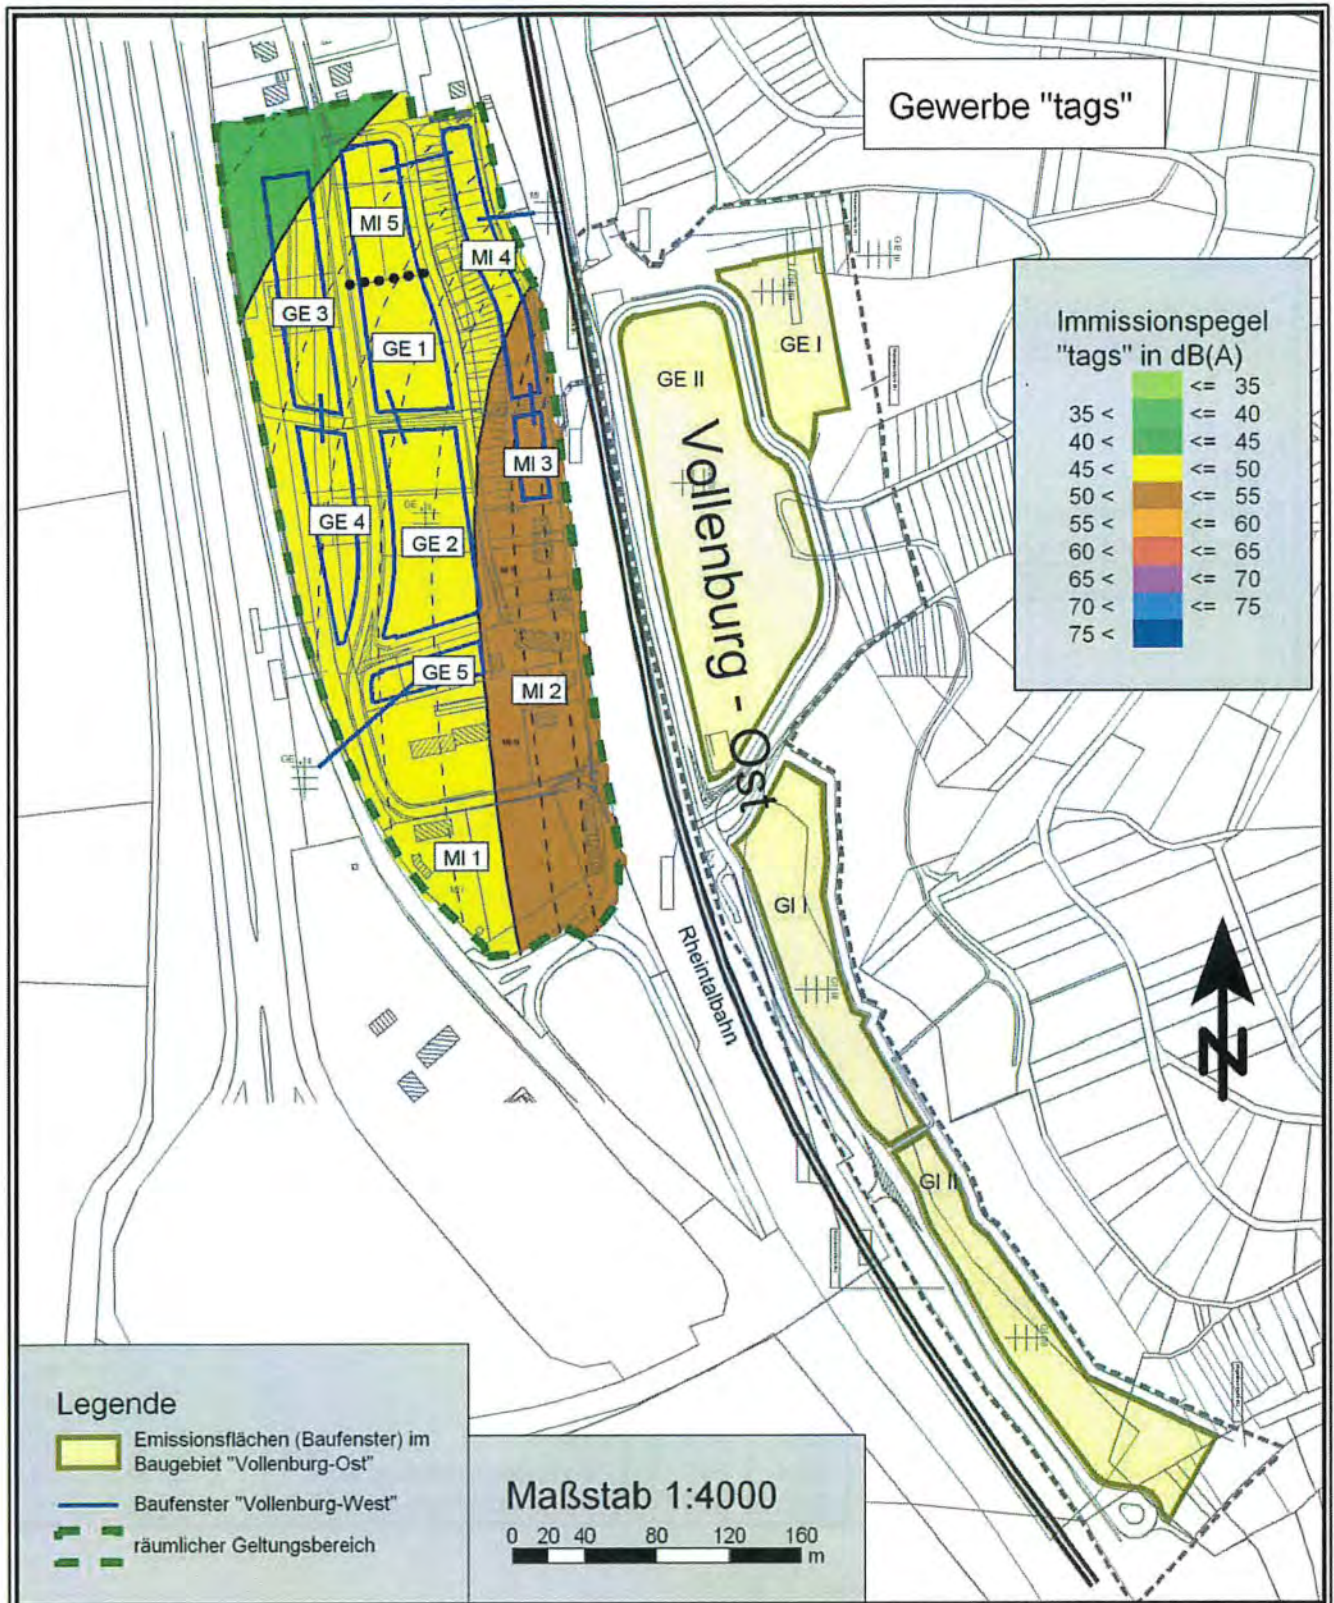 Gewerbe "tags"
MI 5
MI 4
GE 3
GE 1
GE I
GE II
Vollenburg - Ost
MI 3
GE 4
GE 2
GE 5
MI 2
MI 1
GI I
Rheintalbahn
GI II
Immissionspegel
"tags" in dB(A)
<= 35
35 < <= 40
40 < <= 45
45 < <= 50
50 < <= 55
55 < <= 60
60 < <= 65
65 < <= 70
70 < <= 75
75 <
N
Legende
Emissionsflächen (Baufenster) im
Baugebiet "Vollenburg-Ost"
Baufenster "Vollenburg-West"
räumlicher Geltungsbereich
Maßstab 1:4000
0 20 40 80 120 160
m